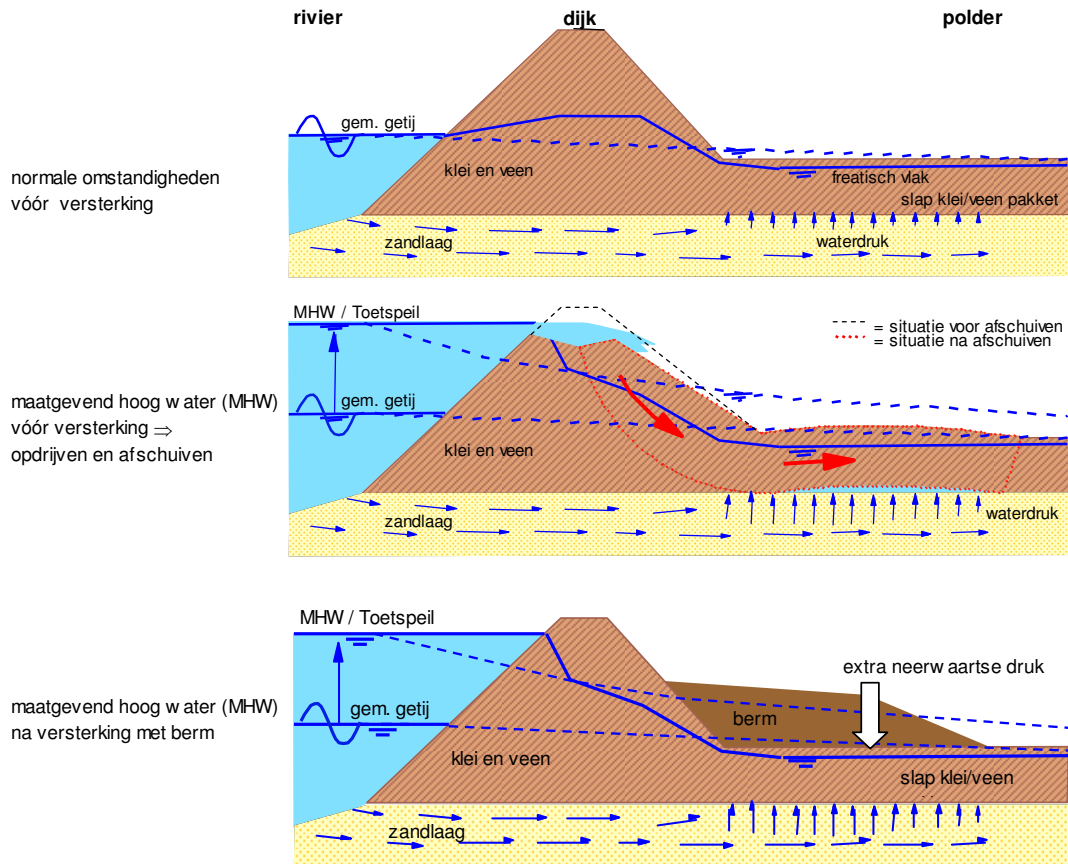 rivier
dijk
polder
gem. getij
klei en veen
freatisch vlak
slap klei/veen pakket
zandlaag
waterdruk
normale omstandigheden
vóór versterking
MHW / Toetspeil
= situatie voor afschuiven
= situatie na afschuiven
gem. getij
klei en veen
zandlaag
waterdruk
maatgevend hoog water (MHW)
vóór versterking ⇒
opdrijven en afschuiven
MHW / Toetspeil
extra neerwaartse druk
gem. getij
berm
klei en veen
slap klei/veen
zandlaag
maatgevend hoog water (MHW)
na versterking met berm